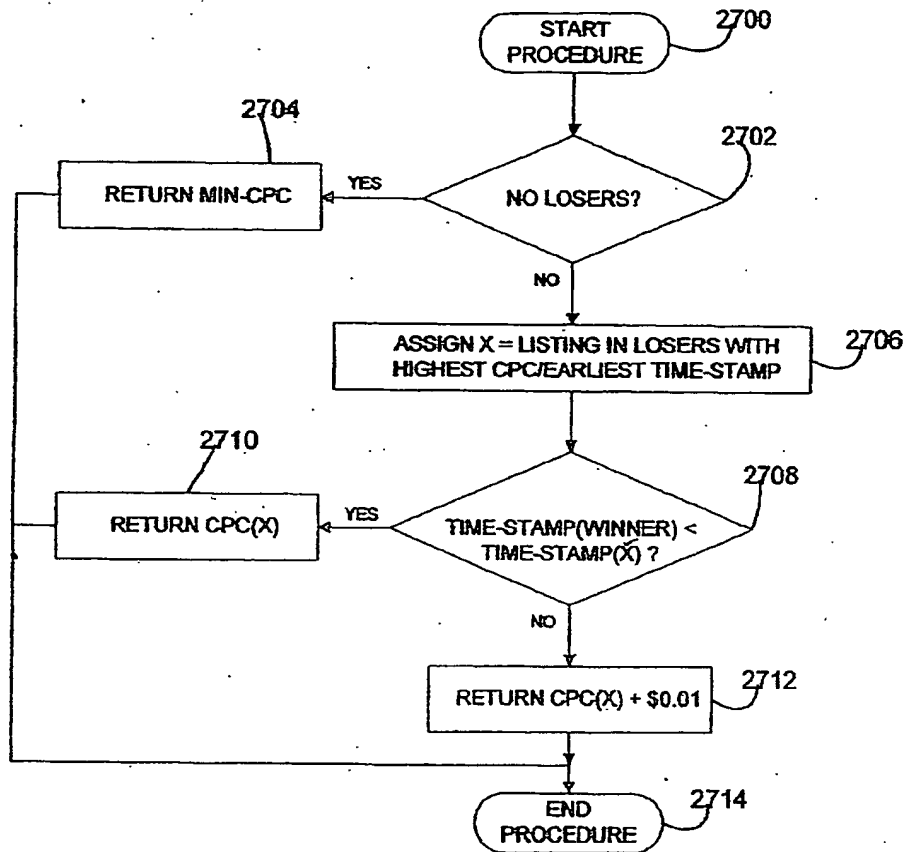 START
PROCEDURE
2700
2704
2702
RETURN MIN-CPC
YES
NO LOSERS?
NO
ASSIGN X = LISTING IN LOSERS WITH
HIGHEST CPC/EARLIEST TIME-STAMP
2706
2710
2708
RETURN CPC(X)
YES
TIME-STAMP(WINNER) <
TIME-STAMP(X) ?
NO
RETURN CPC(X) + $0.01
2712
END
PROCEDURE
2714